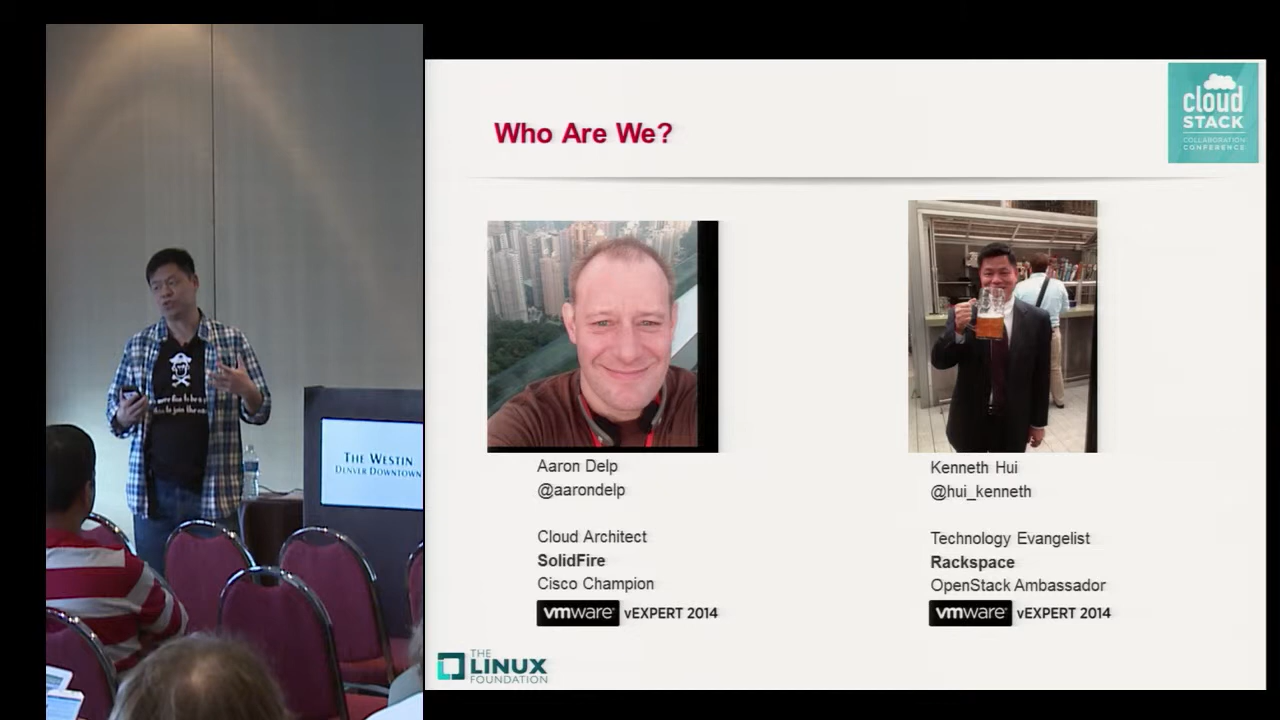 cloud
STACK
COLLABORATION
CONFERENCE
Who Are We?
THE WESTIN
DENVER DOWNTOWN
Aaron Delp
@aarondelp
Cloud Architect
SolidFire
Cisco Champion
vmware vEXPERT 2014
Kenneth Hui
@hui_kenneth
Technology Evangelist
Rackspace
OpenStack Ambassador
vmware vEXPERT 2014
THE
LINUX
FOUNDATION